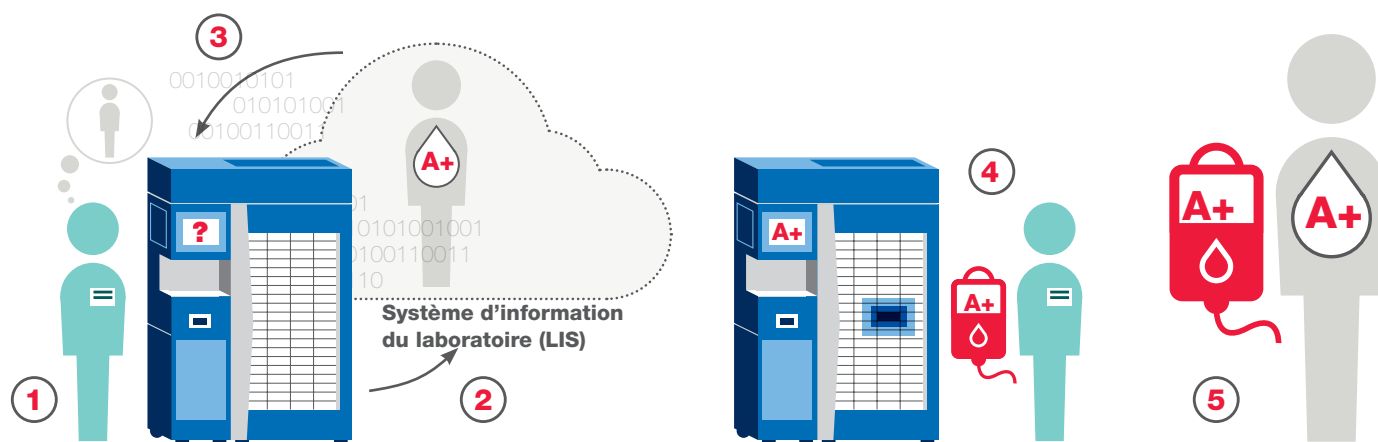 3
0010010101
010101001
0010011001
A+
?
01
0101001001
0100110011
10
Système d’information
du laboratoire (LIS)
1
2
4
A+
A+
5
A+
A+